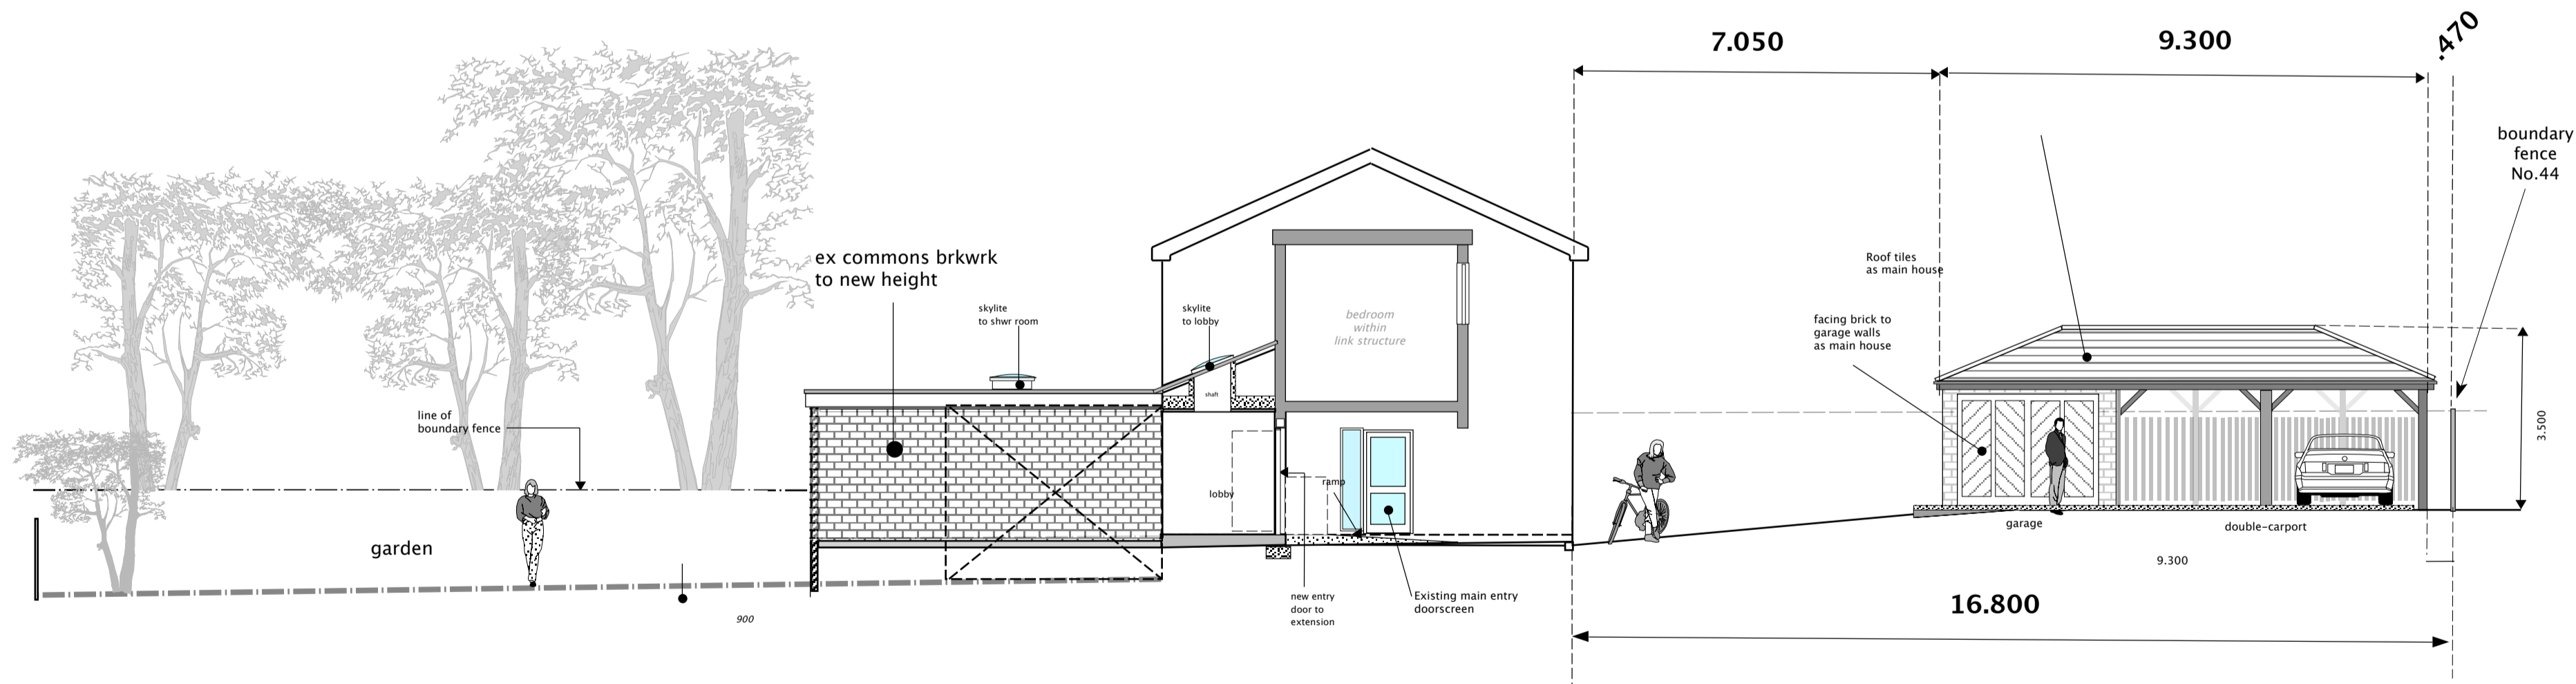 7.050
9.300
.470
boundary
fence
No.44
ex commons brkwrk
to new height
skylite
to shwr room
skylite
to lobby
bedroom
within
link structure
Roof tiles
as main house
facing brick to
garage walls
as main house
shaft
line of
boundary fence
3.500
lobby
ramp
garden
garage
double-carport
9.300
new entry
door to
extension
Existing main entry
doorscreen
16.800
900